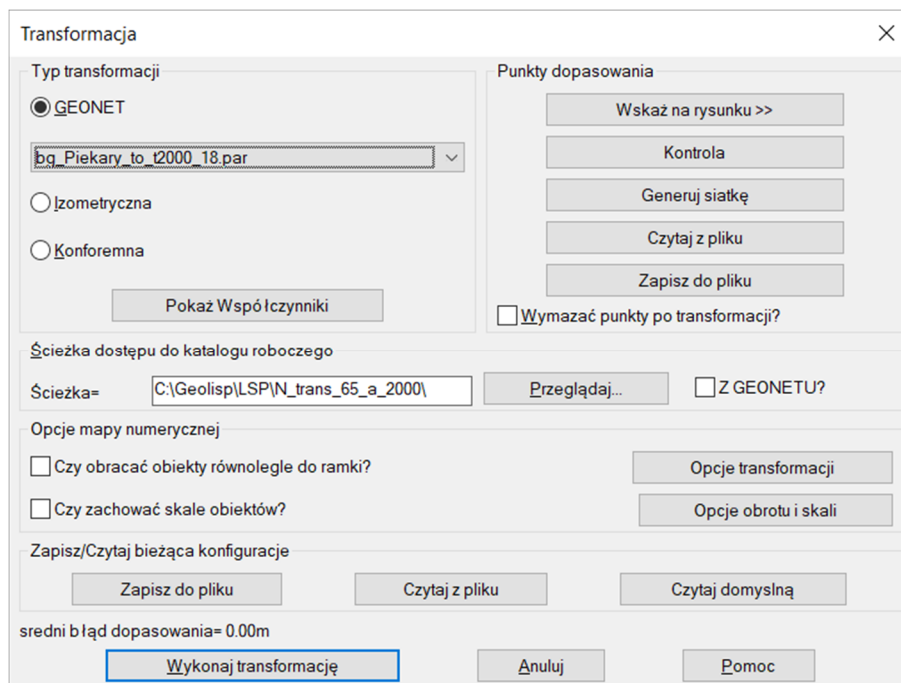 Transformacja
Typ transformacji
GEONET
bg_Piekary_to_t2000_18.par
Izometryczna
Konforemna
Pokaż Współczynniki
Punkty dopasowania
Wskaż na rysunku >>
Kontrola
Generuj siatkę
Czytaj z pliku
Zapisz do pliku
Wymazać punkty po transformacji?
Ścieżka dostępu do katalogu roboczego
Ścieżka= C:\Geolisp\LSP\N_trans_65_a_2000\ Przeglądaj... Z GEONETU?
Opcje mapy numerycznej
Czy obracać obiekty równolegle do ramki? Opcje transformacji
Czy zachować skale obiektów? Opcje obrotu i skali
Zapisz/Czytaj bieżąca konfiguracje
Zapisz do pliku Czytaj z pliku Czytaj domyslną
sredni błąd dopasowania= 0.00m
Wykonaj transformację Anuluj Pomoc